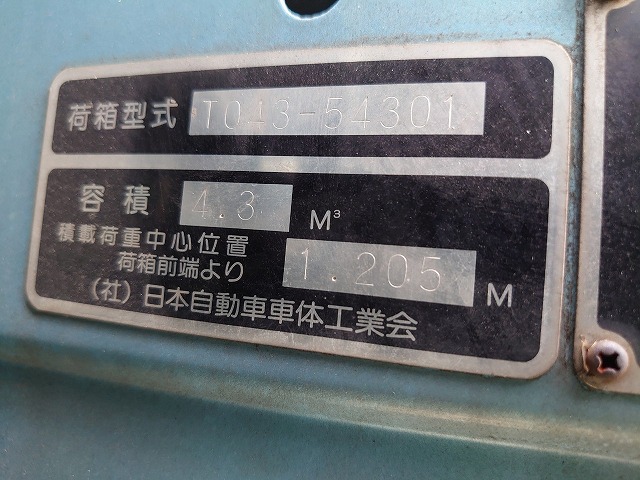 荷箱型式 T043-54301
容積 4.3 M³
積載荷重中心位置
荷箱前端より 1.205 M
(社)日本自動車車体工業会